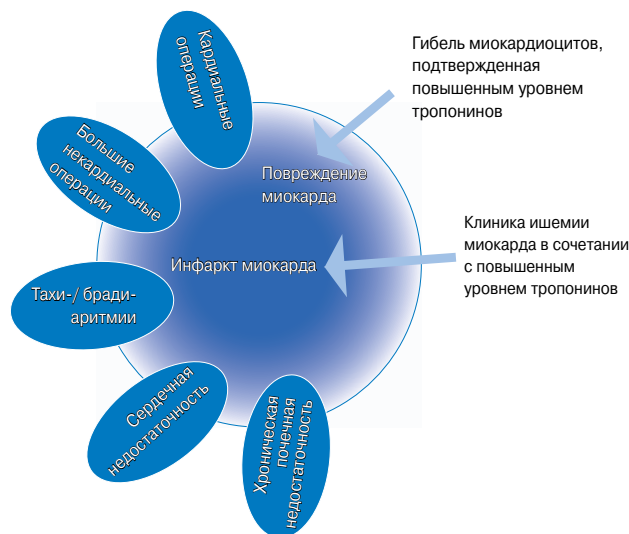 Кардиальные
операции
Гибель миокардиоцитов,
подтвержденная
повышенным уровнем
тропонинов
Большие
некардиальные
операции
Повреждение
миокарда
Клиника ишемии
миокарда в сочетании
с повышенным
уровнем тропонинов
Инфаркт миокарда
Тахи-/ бради-
аритмии
Сердечная
недостаточность
Хроническая
почечная
недостаточность